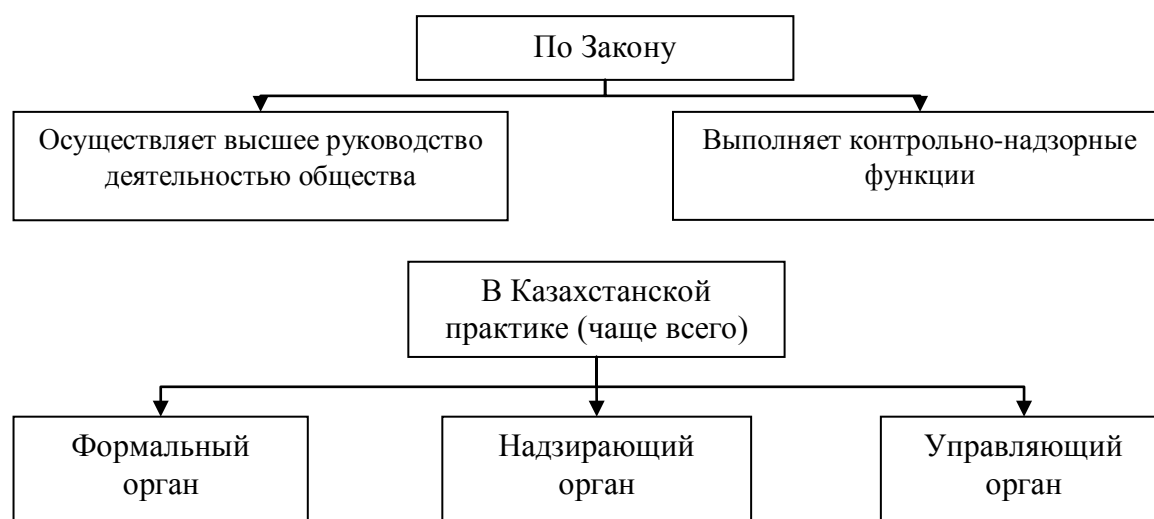 По Закону
Осуществляет высшее руководство
деятельностью общества
Выполняет контрольно-надзорные
функции
В Казахстанской
практике (чаще всего)
Формальный
орган
Надзирающий
орган
Управляющий
орган